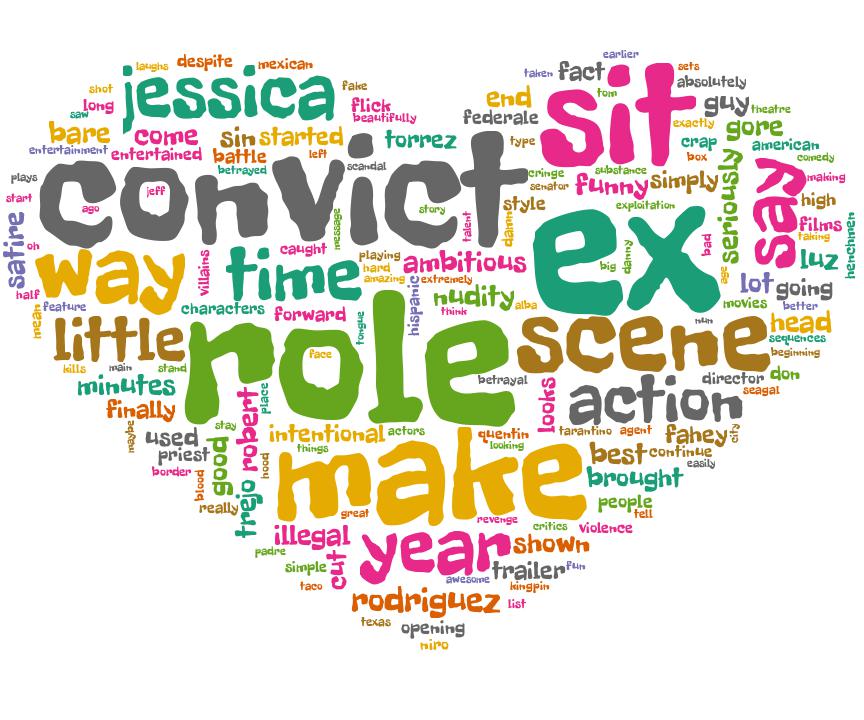 earlier
laughs despite mexican
taken fact sets
shot jessica fake
sit absolutely
tom
long flick end guy theatre
saw beautifully federale
exactly
bare come sin started torrez type crap gore
entertainment entertained battle left box american
betrayed scandal cringe substance comedy
plays convict senator funny simply say making
jeff style seriously
start ago message story talent damn exploitation high
satire ex films
oh taking
way villains time caught playing ambitious big danny bad luz henchmen
hard
amazing extremely age
half hispanic nudity lot going
mean feature characters forward think alba movies better
little role scene nun head
tongue sequences
face beginning
kills main stand betrayal director don
minutes place looks action seagal
finally robert
maybe used stay intentional actors quentin tarantino agent fahey city
priest good things looking best continue
border blood hood make easily
brought
really trejo great people
tell
revenge critics violence
illegal year shown
padre
simple cut trailer fun
awesome
taco kingpin
rodriguez list
texas opening
niro